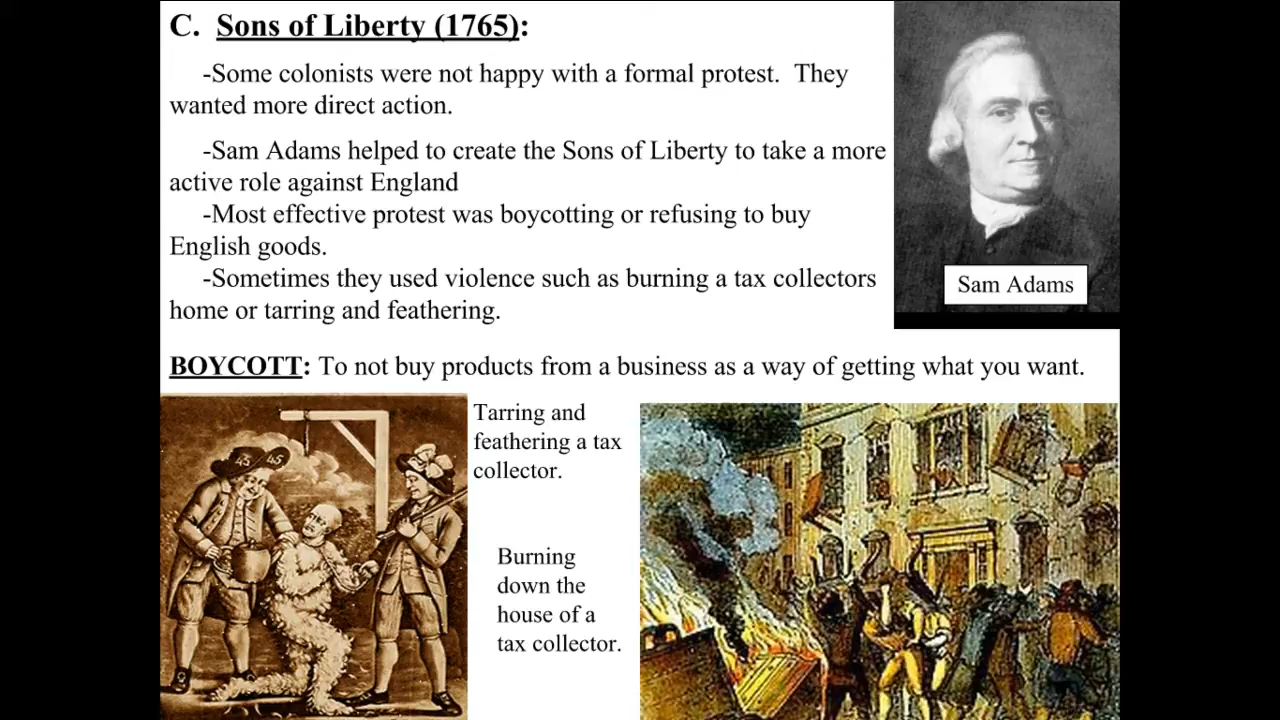 C. Sons of Liberty (1765):
-Some colonists were not happy with a formal protest. They
wanted more direct action.
-Sam Adams helped to create the Sons of Liberty to take a more
active role against England
-Most effective protest was boycotting or refusing to buy
English goods.
-Sometimes they used violence such as burning a tax collectors
home or tarring and feathering.
Sam Adams
BOYCOTT: To not buy products from a business as a way of getting what you want.
Tarring and
feathering a tax
collector.
Burning
down the
house of a
tax collector.
45
45